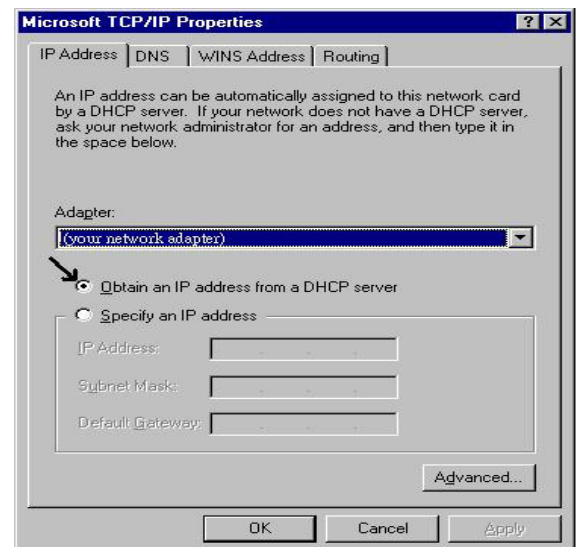 Microsoft TCP/IP Properties
IP Address DNS WINS Address Routing
An IP address can be automatically assigned to this network card
by a DHCP server. If your network does not have a DHCP server,
ask your network administrator for an address, and then type it in
the space below.
Adapter:
(your network adapter)
Obtain an IP address from a DHCP server
Specify an IP address
IP Address:
Subnet Mask:
Default Gateway:
Advanced...
OK Cancel Apply